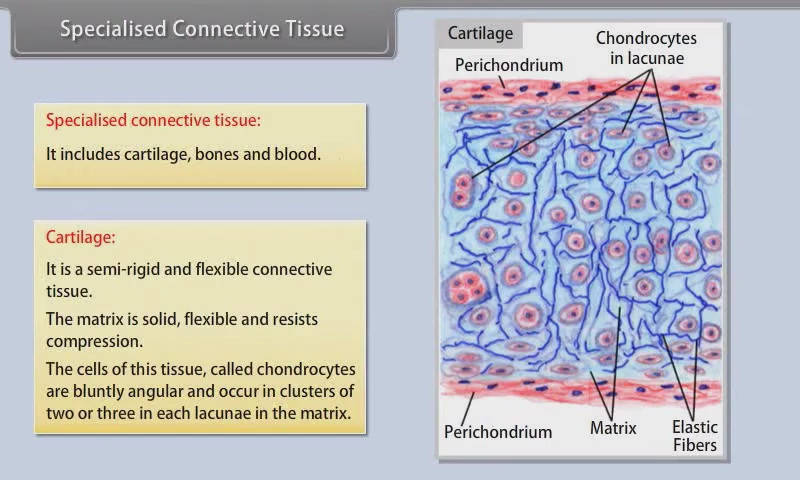 Specialised Connective Tissue
Specialised connective tissue:
It includes cartilage, bones and blood.
Cartilage:
It is a semi-rigid and flexible connective
tissue.
The matrix is solid, flexible and resists
compression.
The cells of this tissue, called chondrocytes
are bluntly angular and occur in clusters of
two or three in each lacunae in the matrix.
Cartilage
Chondrocytes
in lacunae
Perichondrium
Perichondrium
Matrix
Elastic
Fibers